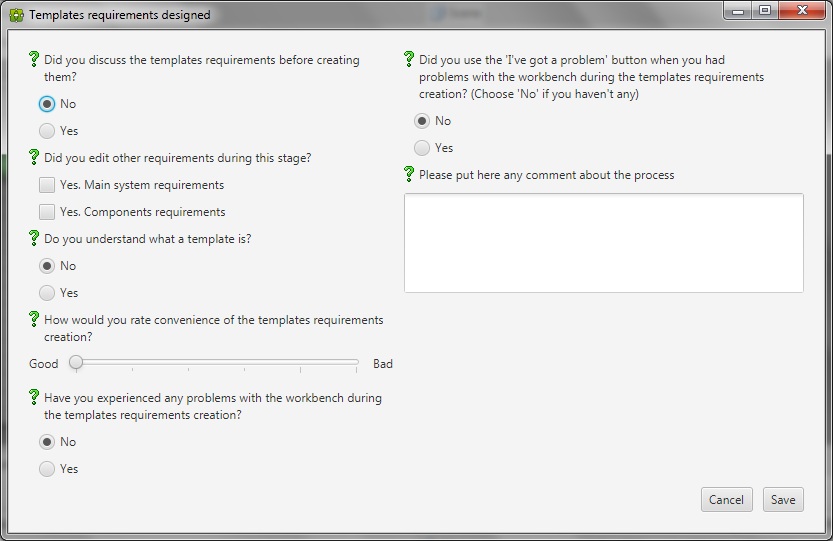 Templates requirements designed
Did you discuss the templates requirements before creating
them?
No
Yes
Did you edit other requirements during this stage?
Yes. Main system requirements
Yes. Components requirements
Do you understand what a template is?
No
Yes
How would you rate convenience of the templates requirements
creation?
Good
Bad
Have you experienced any problems with the workbench during
the templates requirements creation?
No
Yes
Did you use the 'I've got a problem' button when you had
problems with the workbench during the templates requirements
creation? (Choose 'No' if you haven't any)
No
Yes
Please put here any comment about the process
Cancel
Save